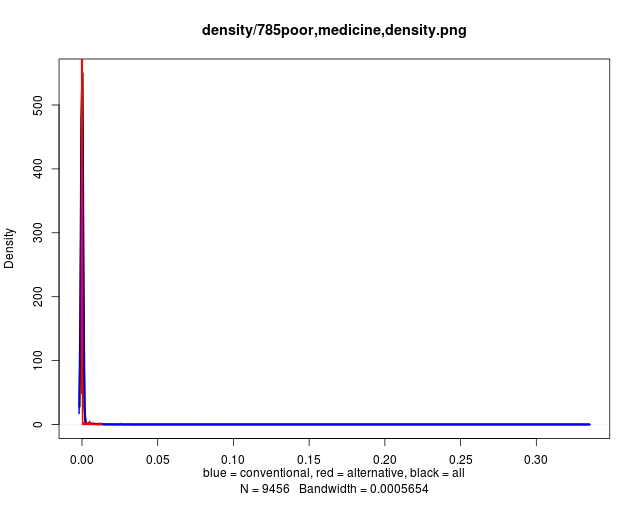 density/785poor,medicine,density.png
Density
500
400
300
200
100
0
0.00 0.05 0.10 0.15 0.20 0.25 0.30
blue = conventional, red = alternative, black = all
N = 9456 Bandwidth = 0.0005654